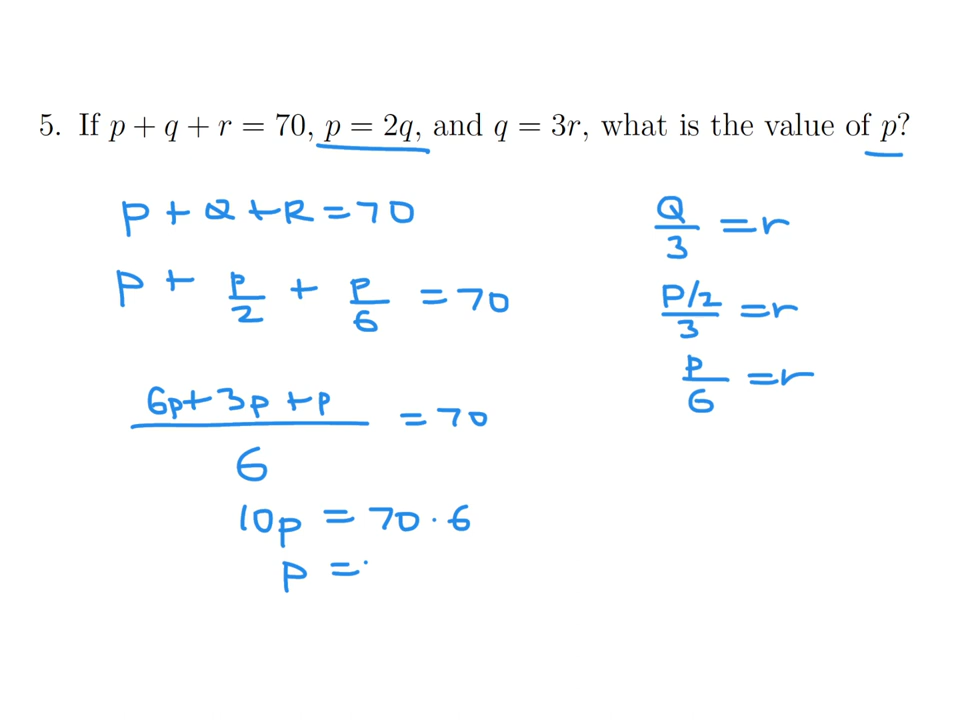 5. If p + q + r = 70, p = 2q, and q = 3r, what is the value of p?
P + Q + R = 70
P + P/2 + P/6 = 70
6p + 3p + p / 6 = 70
10p = 70 · 6
P =
Q/3 = r
P/2 / 3 = r
P/6 = r